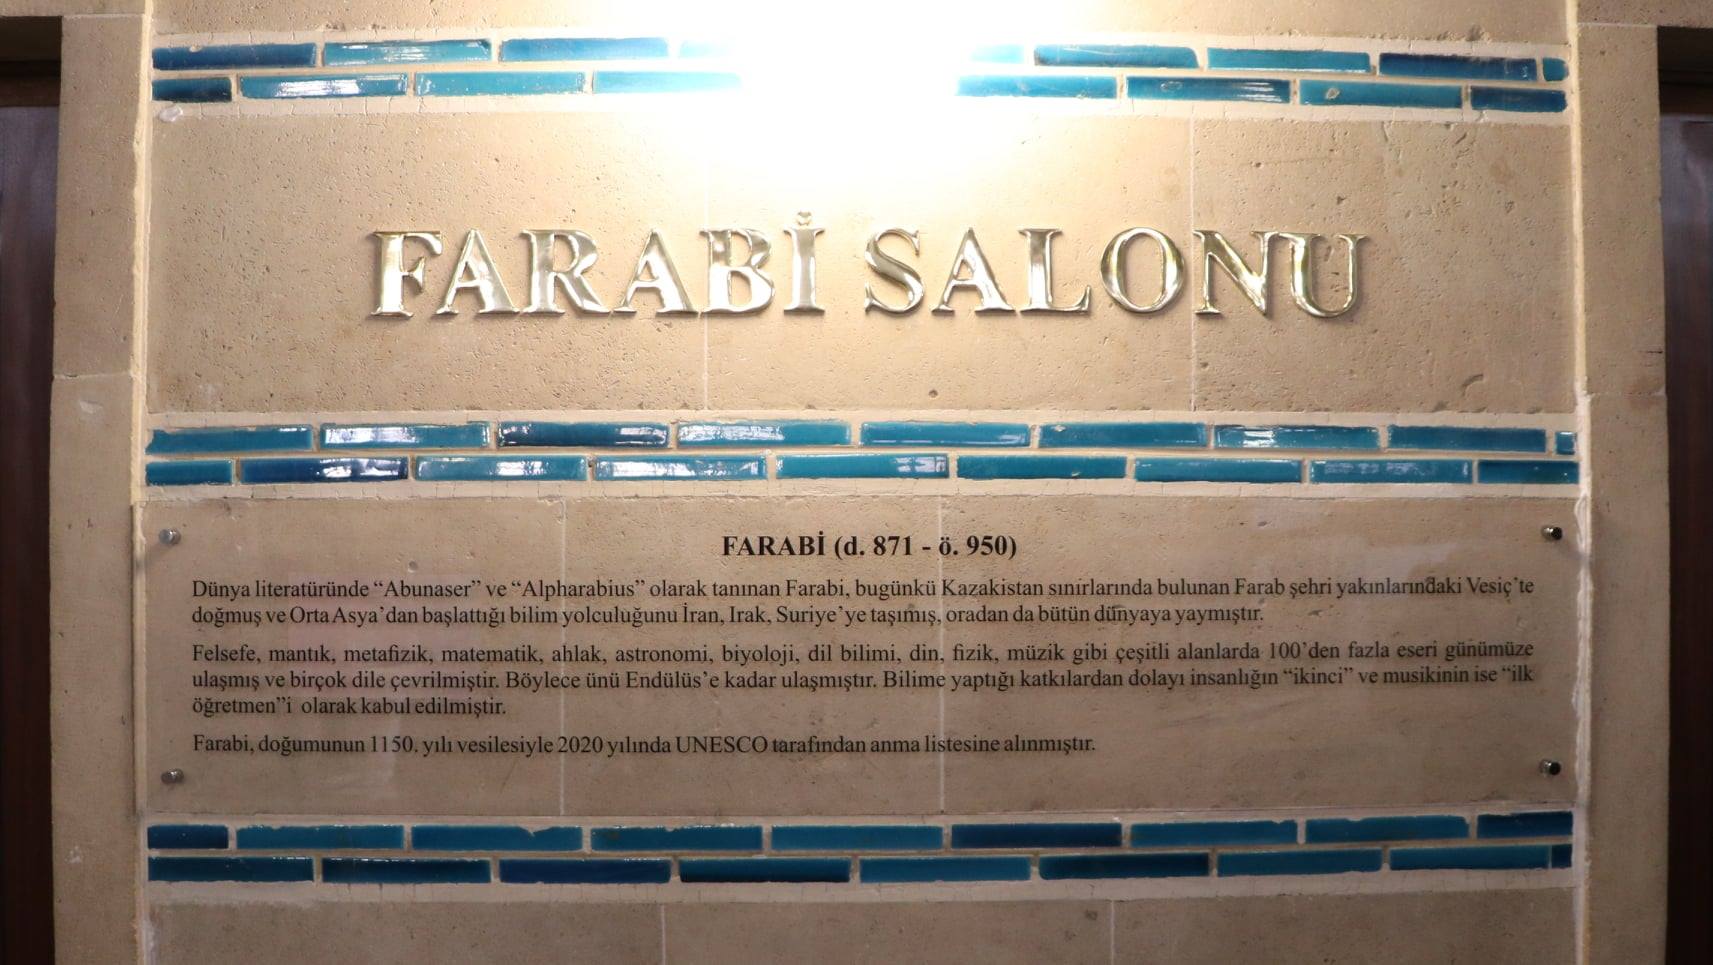 FARABİ SALONU
FARABİ (d. 871 - ö. 950)
Dünya literatüründe “Abunaser” ve “Alpharabius” olarak tanınan Farabi, bugünkü Kazakistan sınırlarında bulunan Farab şehri yakınlarındaki Vesiç’te
doğmuş ve Orta Asya’dan başlattığı bilim yolculuğunu İran, Irak, Suriye’ye taşımış, oradan da bütün dünyaya yaymıştır.
Felsefe, mantık, metafizik, matematik, ahlak, astronomi, biyoloji, dil bilimi, din, fizik, müzik gibi çeşitli alanlarda 100’den fazla eseri günümüze
ulaşmış ve birçok dile çevrilmiştir. Böylece ünü Endülüs’e kadar ulaşmıştır. Bilime yaptığı katkılardan dolayı insanlığın “ikinci” ve musikinin ise “ilk
öğretmen”i olarak kabul edilmiştir.
Farabi, doğumunun 1150. yılı vesilesiyle 2020 yılında UNESCO tarafından anma listesine alınmıştır.